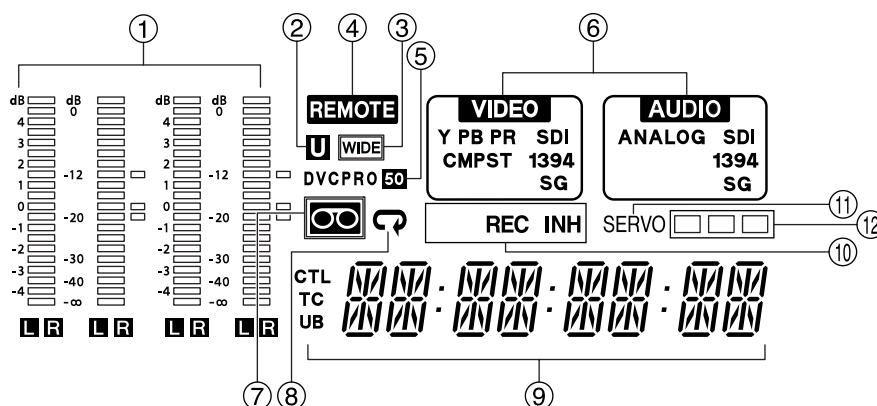 ① ② ④ ③ ⑤ ⑥
dB dB dB dB
0 0
4 4
3 3
2 2
-12 -12
1 1
0 0
-20 -20
-1 -1
-2 -2
-30 -30
-3 -3
-40 -40
-4 -4
-∞ -∞
L R L R L R L R
REMOTE
U WIDE
DVCPRO 50
VIDEO
Y PB PR SDI
CMPST 1394
SG
AUDIO
ANALOG SDI
1394
SG
REC INH
SERVO
⑪
⑫
⑩
CTL
TC
UB
⑦ ⑧ ⑨